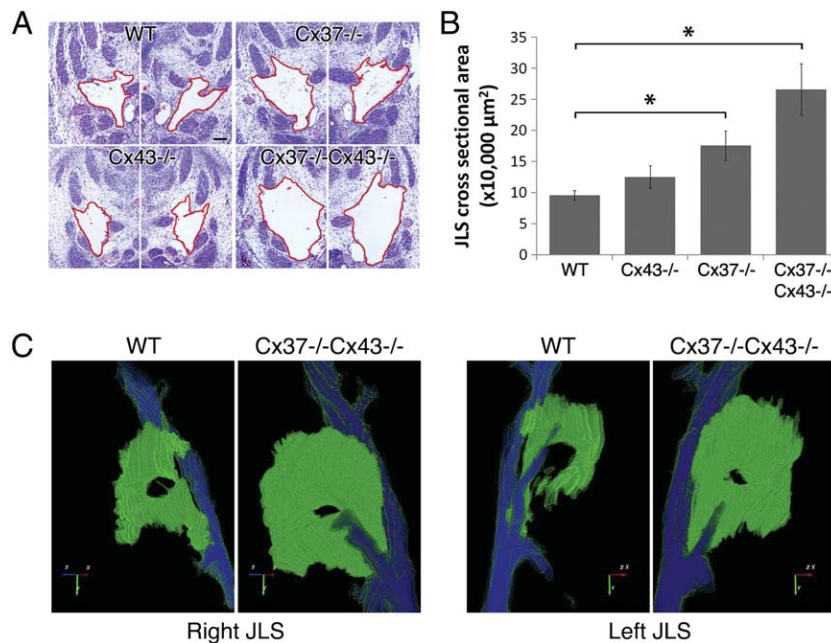 A
WT
Cx37-/-
Cx43-/-
Cx37-/-Cx43-/-
B
JLS cross sectional area
(x10,000 µm²)
35
30
25
20
15
10
5
0
*
*
WT
Cx43-/-
Cx37-/-
Cx37-/-
Cx43-/-
C
WT
Cx37-/-Cx43-/-
WT
Cx37-/-Cx43-/-
z
x
z x
Right JLS
Left JLS